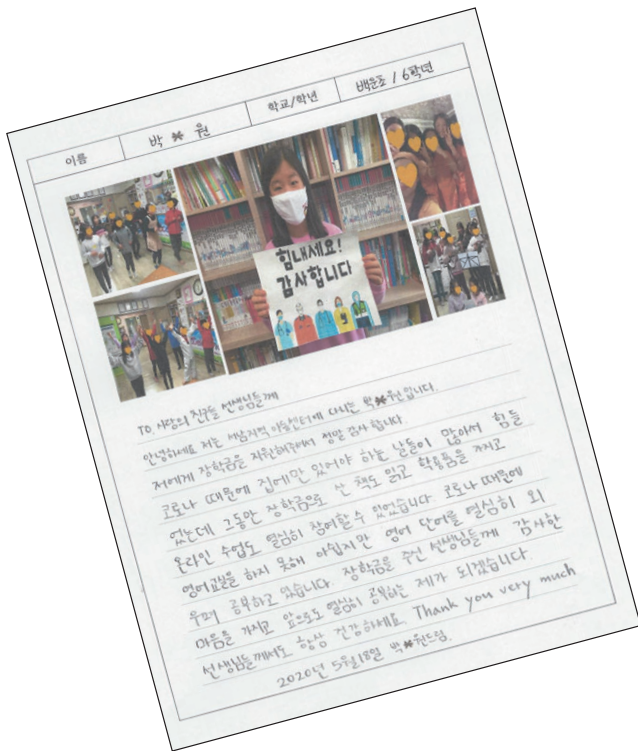 이름 박 ** 원 학교/학년 백운초 / 6학년
힘내세요!
감사합니다
TO. 사랑의 친구들 선생님들께
안녕하세요 저는 세남지역 아동센터에 다니는 박**원입니다.
저에게 장학금을 지원해주셔서 정말 감사합니다.
코로나 때문에 집에만 있어야 하는 날들이 많아서 힘들
었는데 그동안 장학금으로 산 책도 읽고 학용품을 가지고
온라인 수업도 열심히 참여할 수 있었습니다. 코로나 때문에
영어교실을 하지 못해 아쉽지만 영어 단어를 열심히 외
우며 공부하고 있습니다. 장학금을 주신 선생님들께 감사한
마음을 가지고 앞으로도 열심히 공부하는 제가 되겠습니다.
선생님들께서도 항상 건강하세요. Thank you very much
2020년 5월18일 박**원드림.